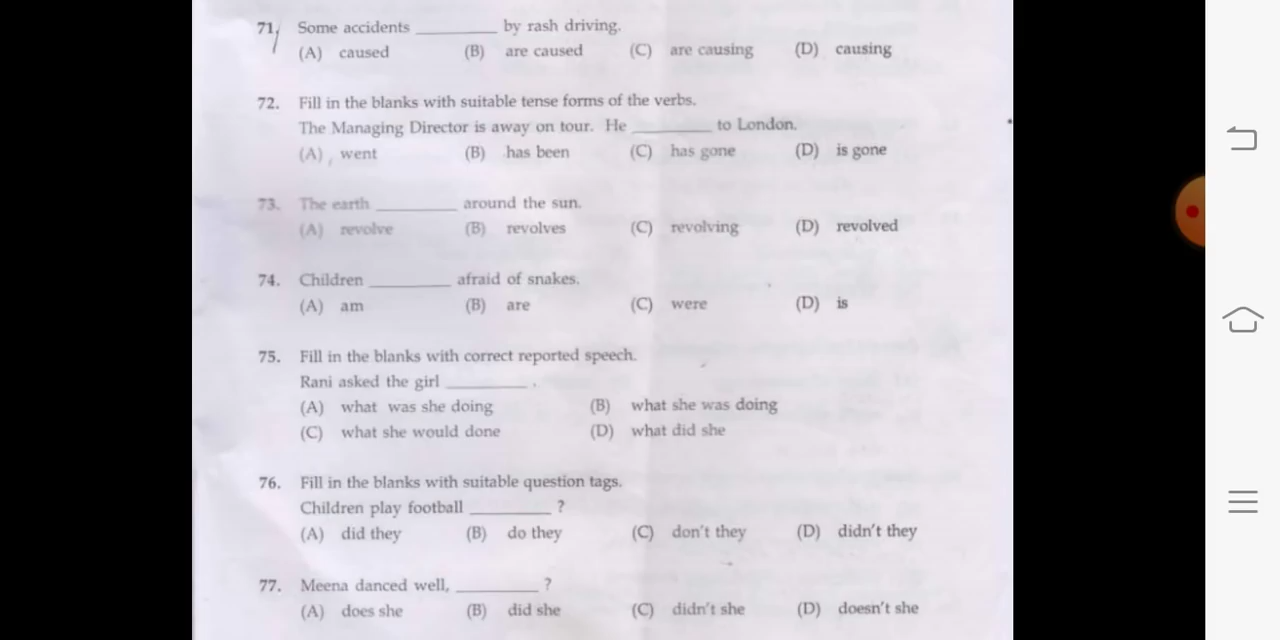 71. Some accidents ________ by rash driving.
(A) caused (B) are caused (C) are causing (D) causing
72. Fill in the blanks with suitable tense forms of the verbs.
The Managing Director is away on tour. He ________ to London.
(A) went (B) has been (C) has gone (D) is gone
73. The earth ________ around the sun.
(A) revolve (B) revolves (C) revolving (D) revolved
74. Children ________ afraid of snakes.
(A) am (B) are (C) were (D) is
75. Fill in the blanks with correct reported speech.
Rani asked the girl ________ .
(A) what was she doing (B) what she was doing
(C) what she would done (D) what did she
76. Fill in the blanks with suitable question tags.
Children play football ________ ?
(A) did they (B) do they (C) don't they (D) didn't they
77. Meena danced well, ________ ?
(A) does she (B) did she (C) didn't she (D) doesn't she